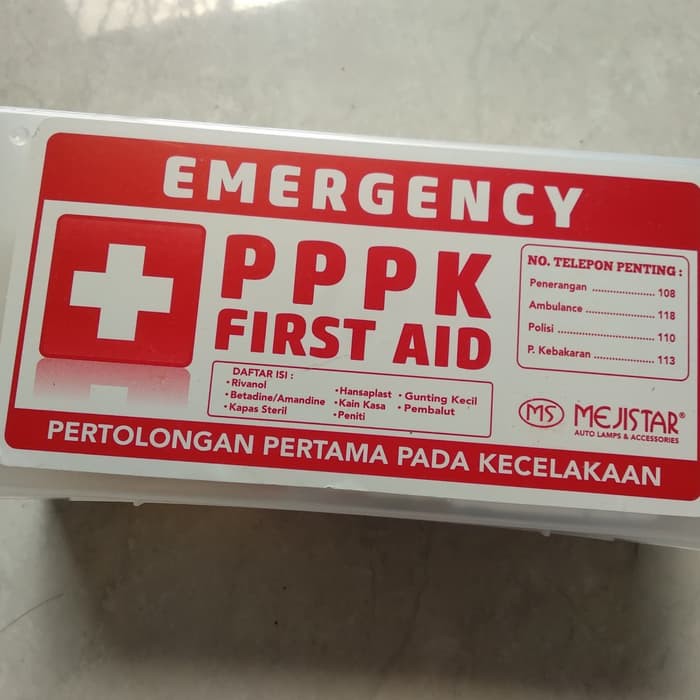 EMERGENCY
PPPK
FIRST AID
NO. TELEPON PENTING :
Penerangan ..................... 108
Ambulance ..................... 118
Polisi ................................ 110
P. Kebakaran ................... 113
DAFTAR ISI :
• Rivanol
• Betadine/Amandine
• Kapas Steril
• Hansaplast
• Kain Kasa
• Peniti
• Gunting Kecil
• Pembalut
MS MEJISTAR®
AUTO LAMPS & ACCESSORIES
PERTOLONGAN PERTAMA PADA KECELAKAAN